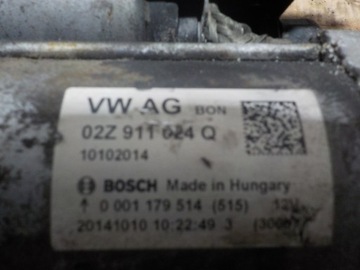 VW AG BON
02Z 911 024 Q
10102014
BOSCH Made in Hungary
0 001 179 514 (515) 12V
20141010 10:22:49 3